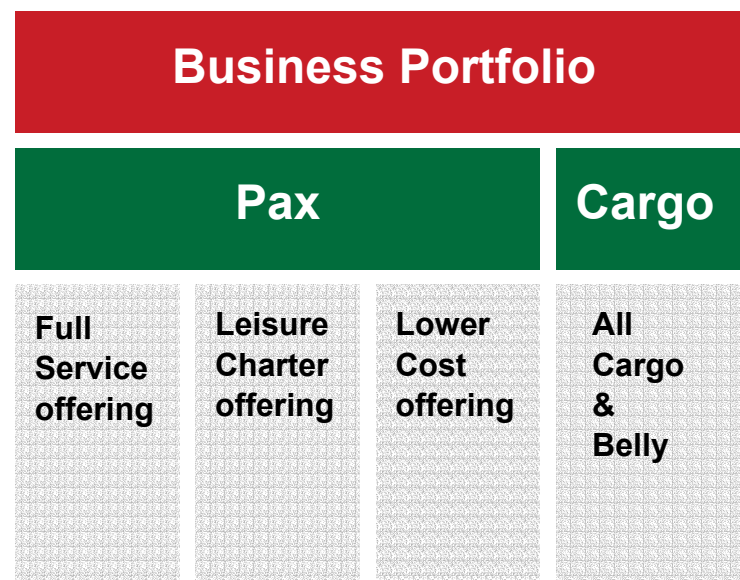 Business Portfolio
Pax
Cargo
Full
Service
offering
Leisure
Charter
offering
Lower
Cost
offering
All
Cargo
&
Belly